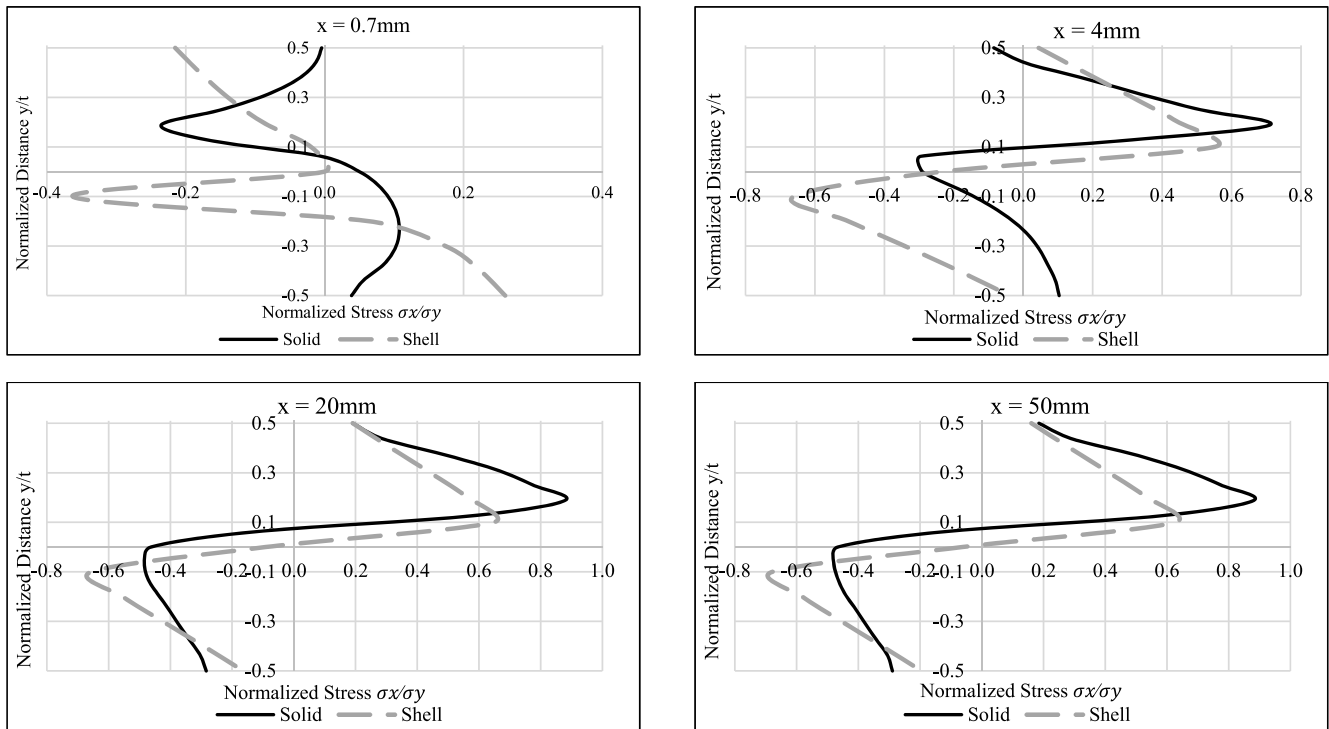 x = 0.7mm
0.5
0.3
0.1
-0.4 -0.2 0.0 0.2 0.4
-0.1
-0.3
-0.5
Normalized Distance y/t
Normalized Stress σx/σy
Solid Shell
x = 4mm
0.5
0.3
0.1
-0.8 -0.6 -0.4 -0.2 0.0 0.2 0.4 0.6 0.8
-0.1
-0.3
-0.5
Normalized Distance y/t
Normalized Stress σx/σy
Solid Shell
x = 20mm
0.5
0.3
0.1
-0.8 -0.6 -0.4 -0.2 0.0 0.2 0.4 0.6 0.8 1.0
-0.1
-0.3
-0.5
Normalized Distance y/t
Normalized Stress σx/σy
Solid Shell
x = 50mm
0.5
0.3
0.1
-0.8 -0.6 -0.4 -0.2 0.0 0.2 0.4 0.6 0.8 1.0
-0.1
-0.3
-0.5
Normalized Distance y/t
Normalized Stress σx/σy
Solid Shell